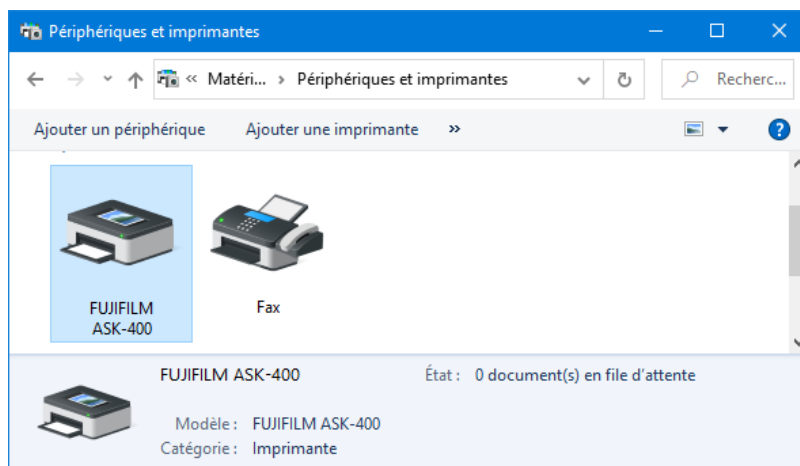 Périphériques et imprimantes
« Matéri... › Périphériques et imprimantes
Recherc...
Ajouter un périphérique Ajouter une imprimante »
?
FUJIFILM
ASK-400
Fax
FUJIFILM ASK-400 État : 0 document(s) en file d'attente
Modèle : FUJIFILM ASK-400
Catégorie : Imprimante